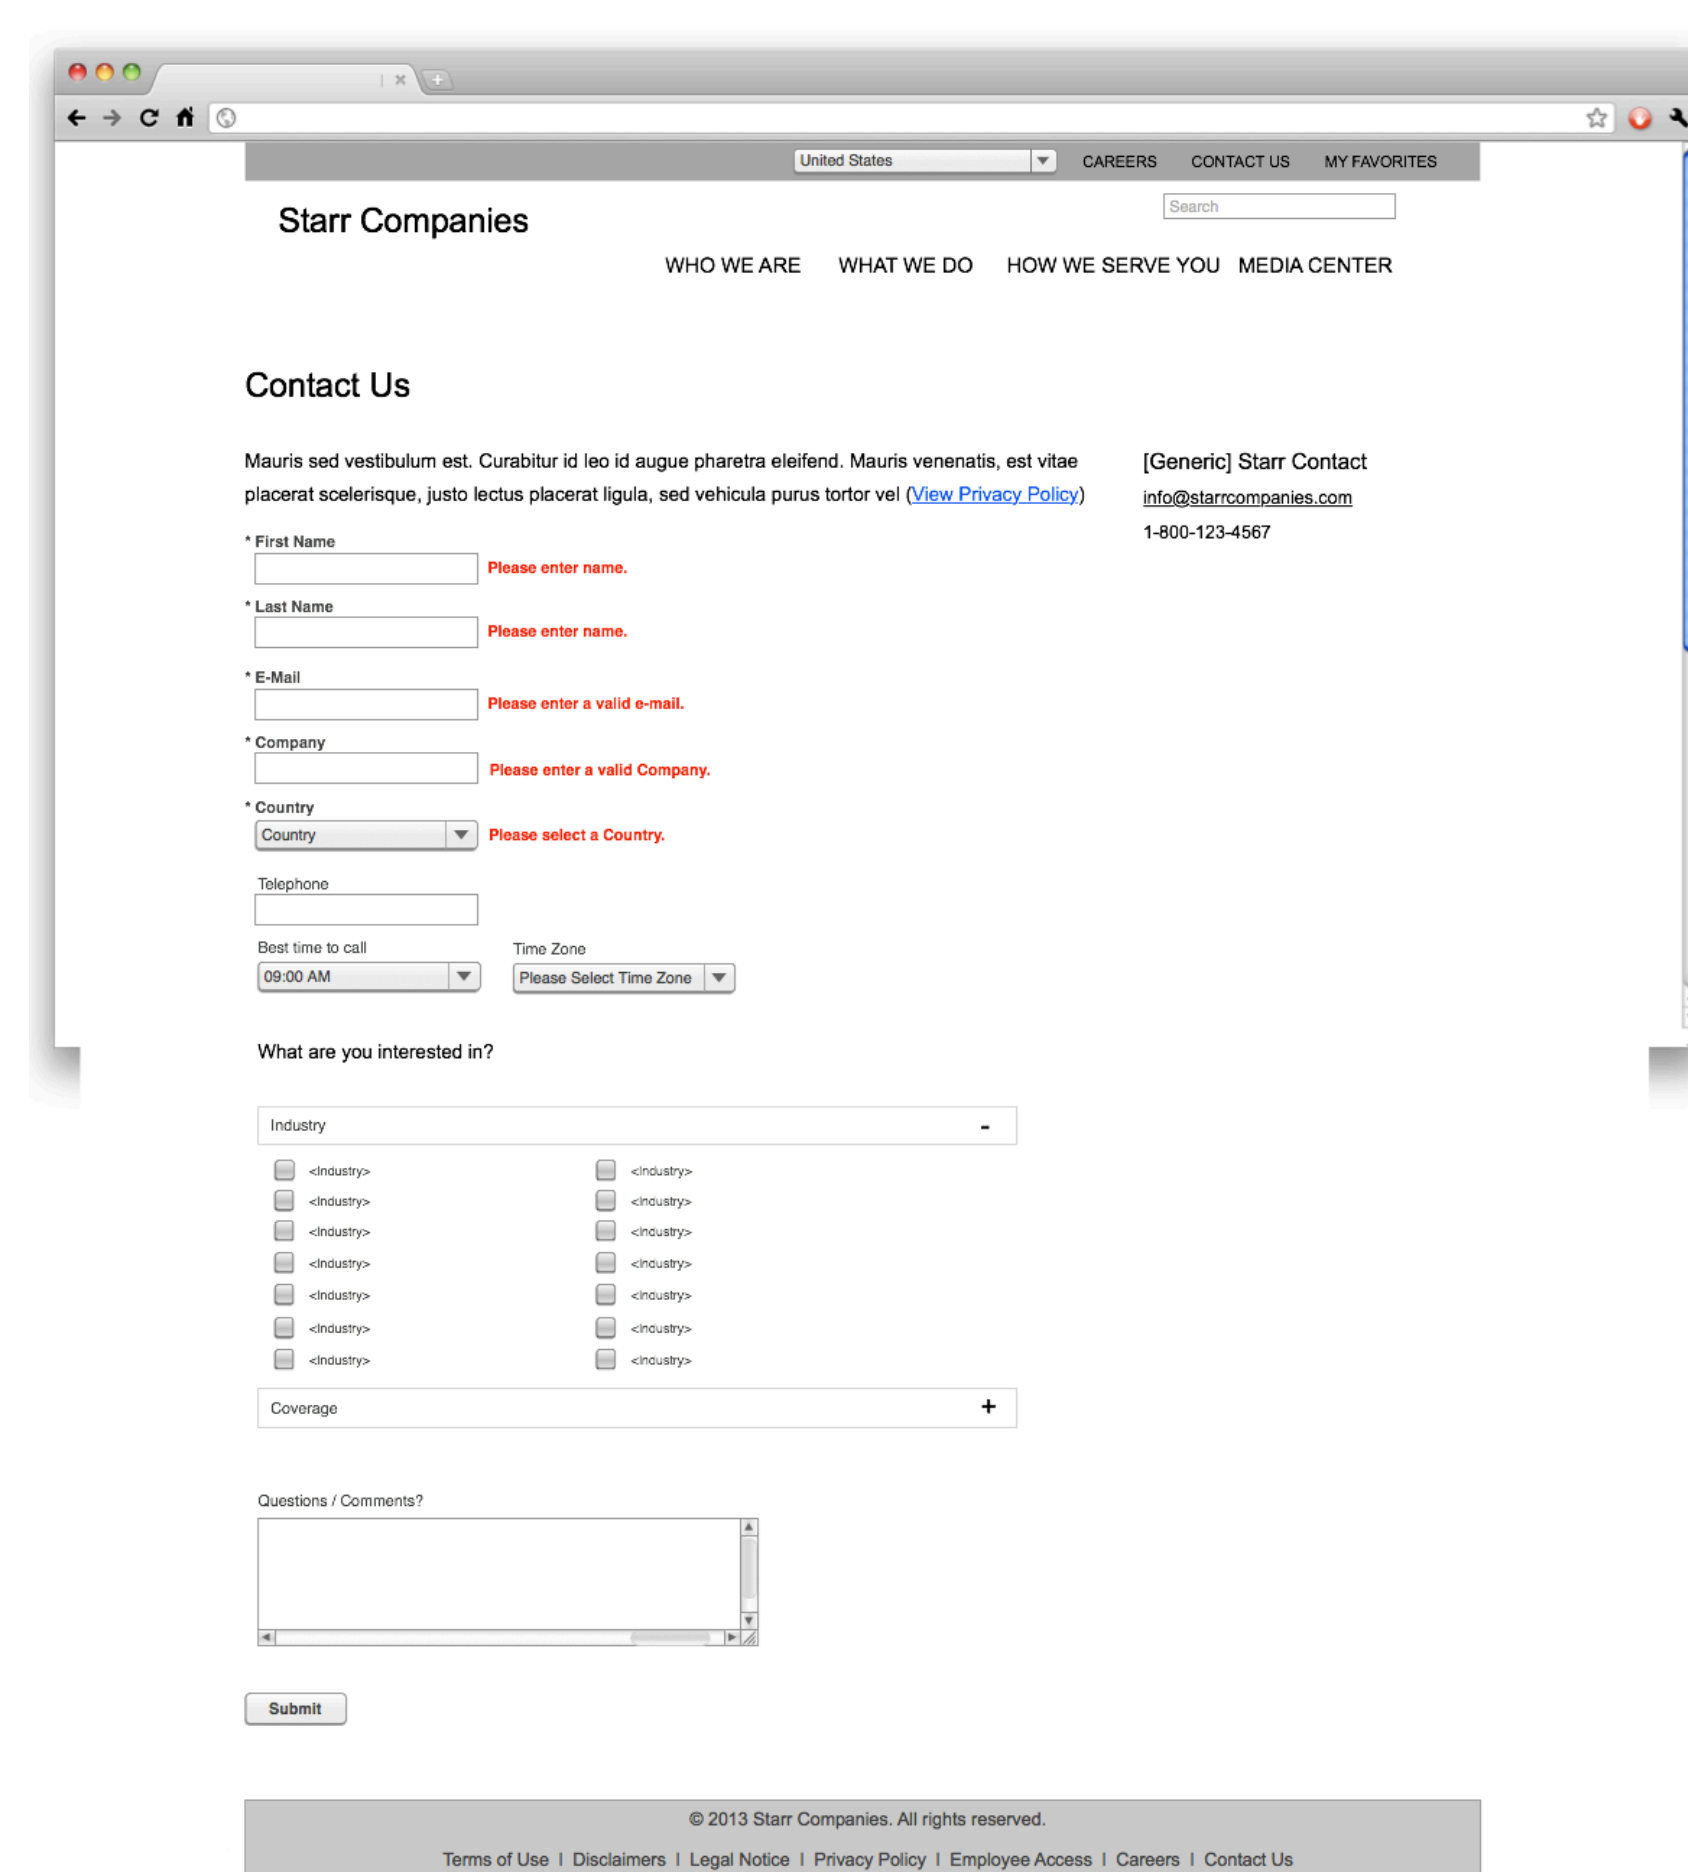 United States CAREERS CONTACT US MY FAVORITES
Search
Starr Companies
WHO WE ARE WHAT WE DO HOW WE SERVE YOU MEDIA CENTER
Contact Us
Mauris sed vestibulum est. Curabitur id leo id augue pharetra eleifend. Mauris venenatis, est vitae
placerat scelerisque, justo lectus placerat ligula, sed vehicula purus tortor vel (View Privacy Policy)
[Generic] Starr Contact
info@starrcompanies.com
1-800-123-4567
* First Name
Please enter name.
* Last Name
Please enter name.
* E-Mail
Please enter a valid e-mail.
* Company
Please enter a valid Company.
* Country
Country Please select a Country.
Telephone
Best time to call Time Zone
09:00 AM Please Select Time Zone
What are you interested in?
Industry -
<Industry> <Industry>
<Industry> <Industry>
<Industry> <Industry>
<Industry> <Industry>
<Industry> <Industry>
<Industry> <Industry>
<Industry> <Industry>
Coverage +
Questions / Comments?
Submit
© 2013 Starr Companies. All rights reserved.
Terms of Use | Disclaimers | Legal Notice | Privacy Policy | Employee Access | Careers | Contact Us